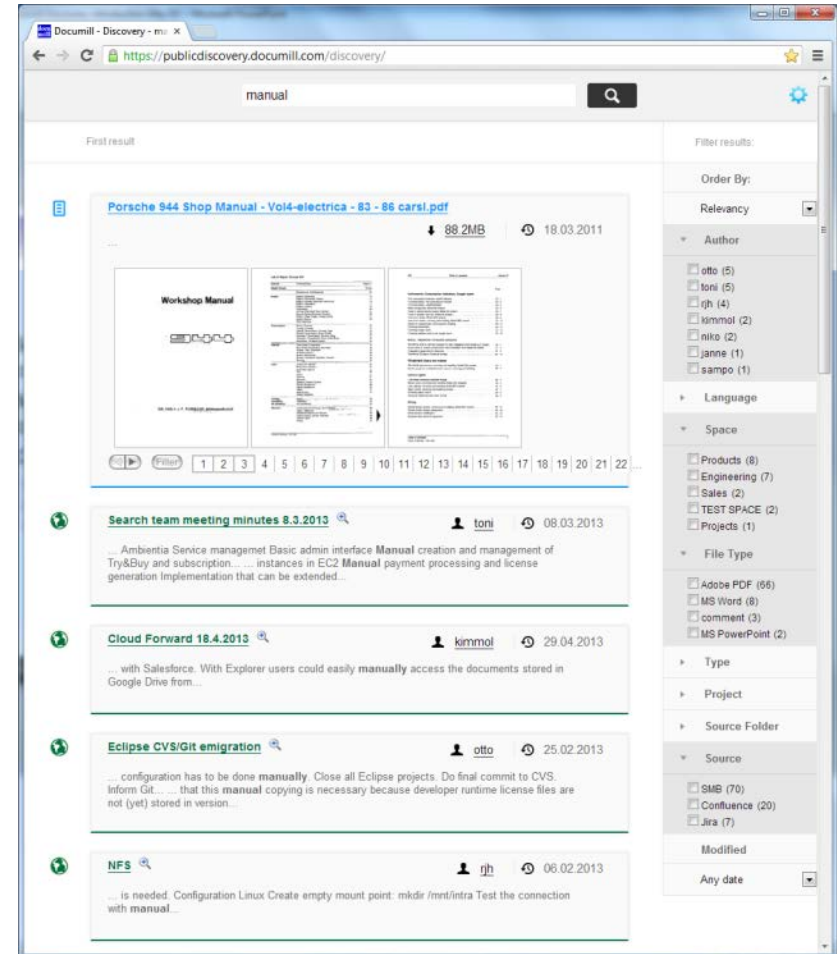 Documill - Discovery - ma
https://publicdiscovery.documill.com/discovery/
manual
First result
Filter results:
Porsche 944 Shop Manual - Vol4-electrica - 83 - 86 carsl.pdf
88.2MB 18.03.2011
...
Workshop Manual
Filter 1 2 3 4 5 6 7 8 9 10 11 12 13 14 15 16 17 18 19 20 21 22 ...
Search team meeting minutes 8.3.2013
toni 08.03.2013
... Ambientia Service managemet Basic admin interface Manual creation and management of
Try&Buy and subscription... ... instances in EC2 Manual payment processing and license
generation Implementation that can be extended...
Cloud Forward 18.4.2013
kimmol 29.04.2013
... with Salesforce. With Explorer users could easily manually access the documents stored in
Google Drive from...
Eclipse CVS/Git emigration
otto 25.02.2013
... configuration has to be done manually. Close all Eclipse projects. Do final commit to CVS.
Inform Git... ... that this manual copying is necessary because developer runtime license files are
not (yet) stored in version...
NFS
rjh 06.02.2013
... is needed. Configuration Linux Create empty mount point: mkdir /mnt/intra Test the connection
with manual...
Order By:
Relevancy
Author
otto (5)
toni (5)
rjh (4)
kimmol (2)
niko (2)
janne (1)
sampo (1)
Language
Space
Products (8)
Engineering (7)
Sales (2)
TEST SPACE (2)
Projects (1)
File Type
Adobe PDF (66)
MS Word (8)
comment (3)
MS PowerPoint (2)
Type
Project
Source Folder
Source
SMB (70)
Confluence (20)
Jira (7)
Modified
Any date